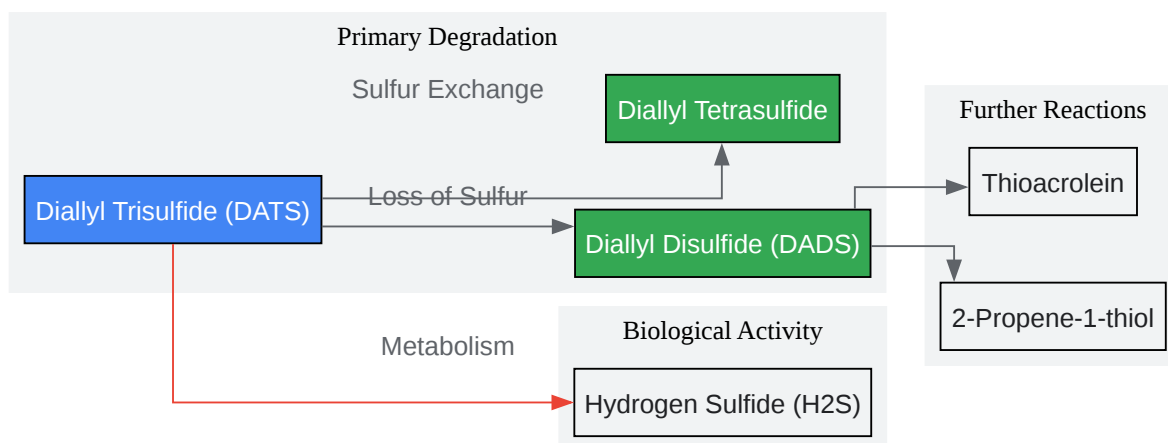 Primary Degradation
Sulfur Exchange
Diallyl Tetrasulfide
Further Reactions
Thioacrolein
Diallyl Trisulfide (DATS)
Loss of Sulfur
Diallyl Disulfide (DADS)
2-Propene-1-thiol
Metabolism
Biological Activity
Hydrogen Sulfide (H2S)